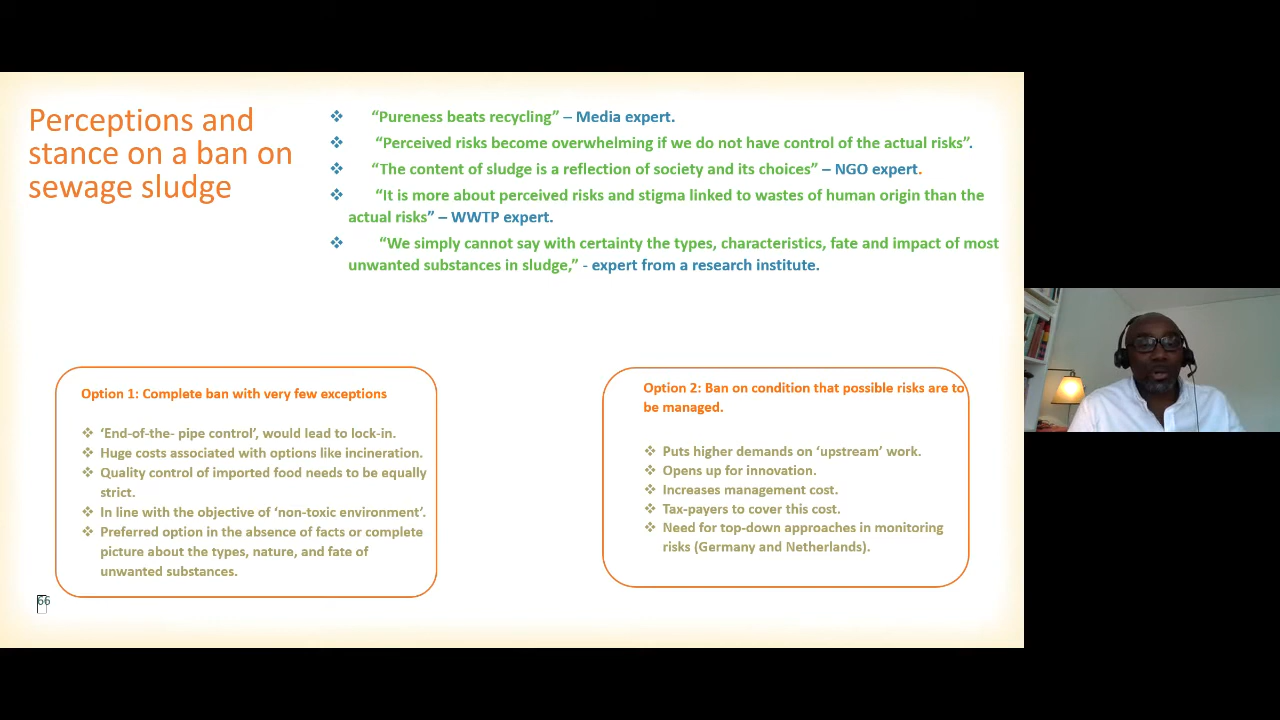 Perceptions and
stance on a ban on
sewage sludge
❖ “Pureness beats recycling” – Media expert.
❖ “Perceived risks become overwhelming if we do not have control of the actual risks”.
❖ “The content of sludge is a reflection of society and its choices” – NGO expert.
❖ “It is more about perceived risks and stigma linked to wastes of human origin than the
actual risks” – WWTP expert.
❖ “We simply cannot say with certainty the types, characteristics, fate and impact of most
unwanted substances in sludge,” - expert from a research institute.
Option 1: Complete ban with very few exceptions
❖ ‘End-of-the- pipe control’, would lead to lock-in.
❖ Huge costs associated with options like incineration.
❖ Quality control of imported food needs to be equally
strict.
❖ In line with the objective of ‘non-toxic environment’.
❖ Preferred option in the absence of facts or complete
picture about the types, nature, and fate of
unwanted substances.
Option 2: Ban on condition that possible risks are to
be managed.
❖ Puts higher demands on ‘upstream’ work.
❖ Opens up for innovation.
❖ Increases management cost.
❖ Tax-payers to cover this cost.
❖ Need for top-down approaches in monitoring
risks (Germany and Netherlands).
66